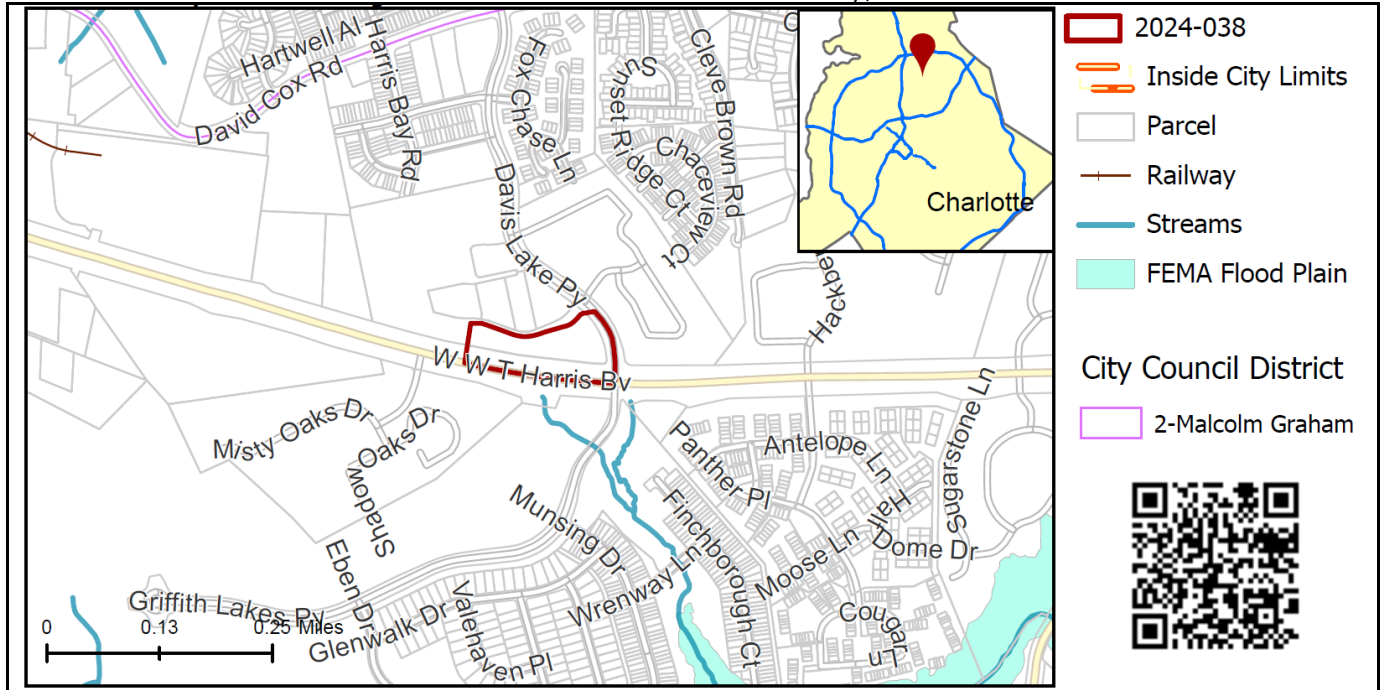 Hartwell Al
David Cox Rd
Harris Bay Rd
Fox Chase Ln
Sunset Ridge Ct
Cleve Brown Rd
Chaceview Ct
Davis Lake Py
Hackbe
W W T Harris Bv
Misty Oaks Dr
Shadow Oaks Dr
Panther Pl
Antelope Ln
Hall
Sugarstone Ln
Dome Dr
Moose Ln
Cougar Ln
Finchborough Ct
Munsing Dr
Wrenway Ln
Eben Dr
Griffith Lakes Py
Glenwalk Dr
Valehaven Pl
0 0.13 0.25 Miles
Charlotte
2024-038
Inside City Limits
Parcel
Railway
Streams
FEMA Flood Plain
City Council District
2-Malcolm Graham